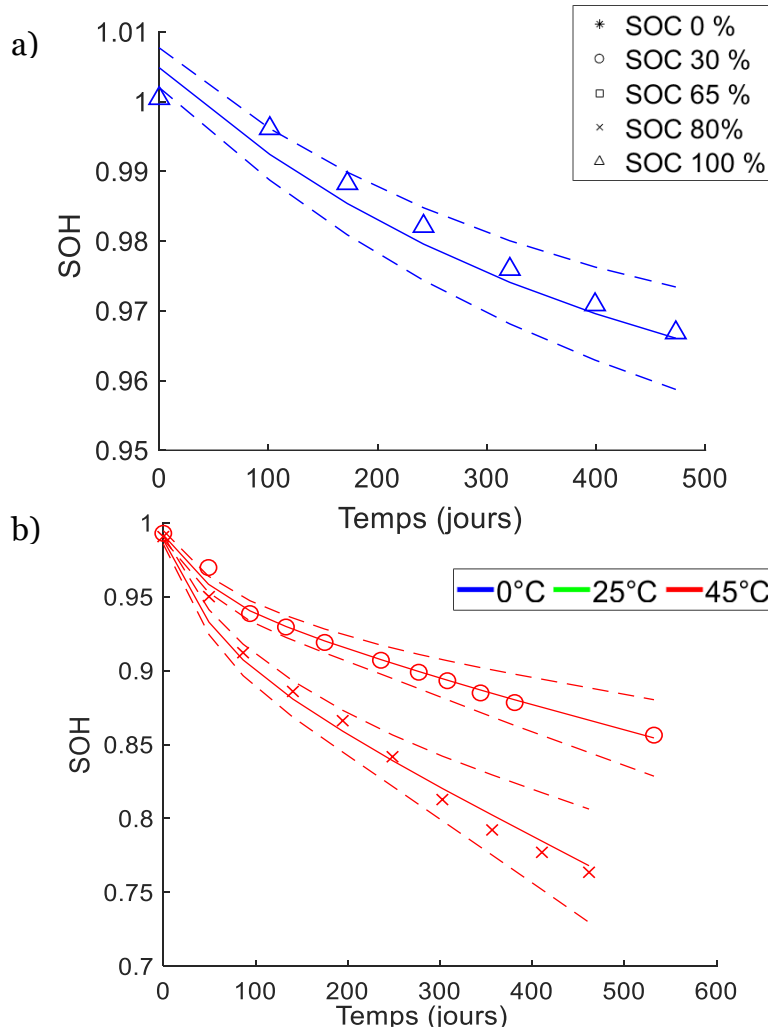 a)
1.01
1
0.99
0.98
0.97
0.96
0.95
SOH
0
100
200
300
400
500
Temps (jours)
SOC 0 %
SOC 30 %
SOC 65 %
SOC 80%
SOC 100 %
b)
1
0.95
0.9
0.85
0.8
0.75
0.7
SOH
0
100
200
300
400
500
600
Temps (jours)
0°C 25°C 45°C